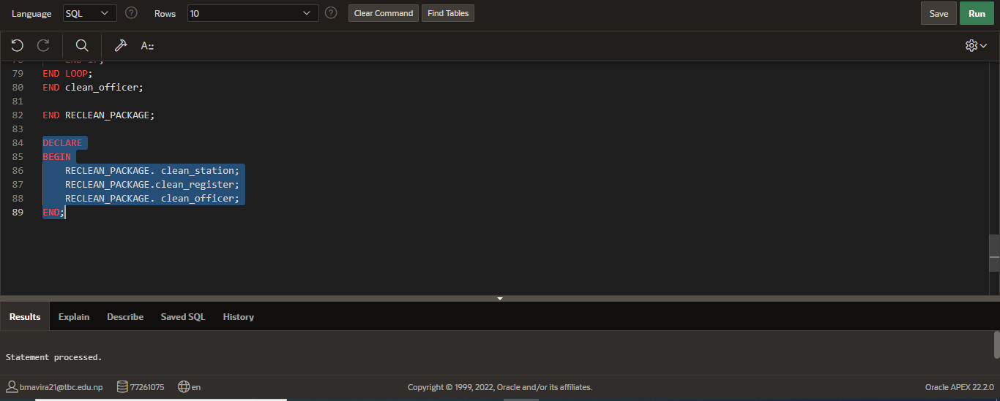 Language SQL Rows 10 Clear Command Find Tables Save Run
A::
END IF;
79 END LOOP;
80 END clean_officer;
81
82 END RECLEAN_PACKAGE;
83
84 DECLARE
85 BEGIN
86 RECLEAN_PACKAGE. clean_station;
87 RECLEAN_PACKAGE.clean_register;
88 RECLEAN_PACKAGE. clean_officer;
89 END;
Results Explain Describe Saved SQL History
Statement processed.
bmavira21@tbc.edu.np 77261075 en Copyright © 1999, 2022, Oracle and/or its affiliates. Oracle APEX 22.2.0